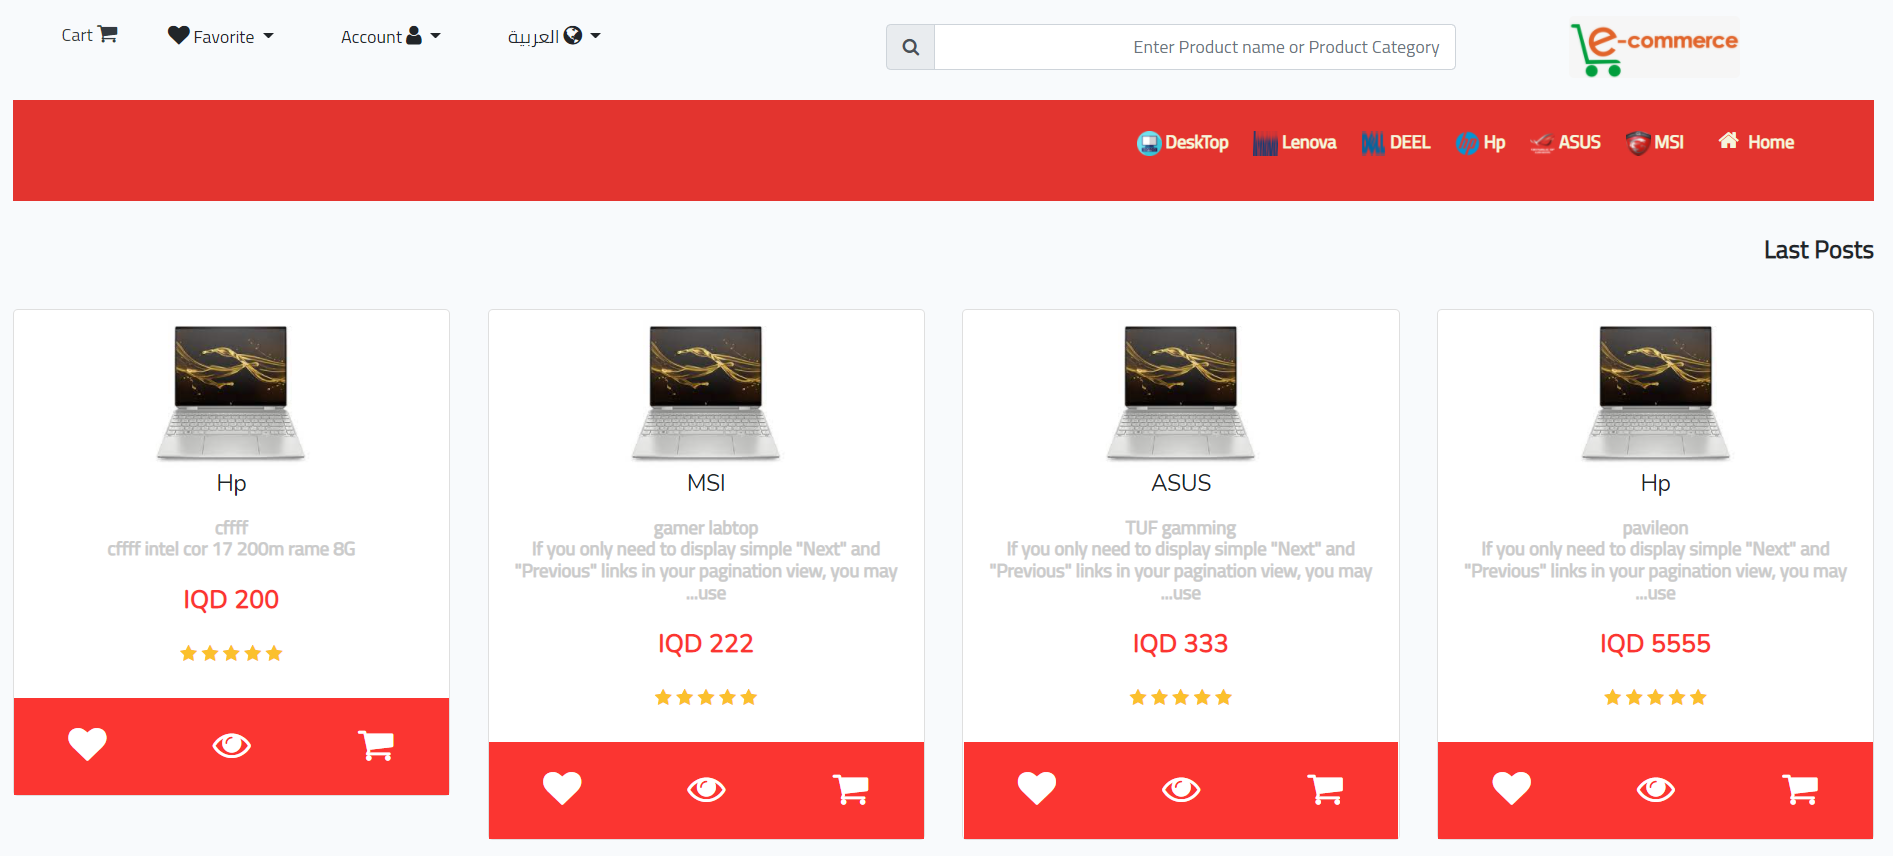 Cart
Favorite
Account
العربية
Enter Product name or Product Category
e-commerce
DeskTop
Lenova
DEEL
Hp
ASUS
MSI
Home
Last Posts
Hp
cffff
cffff intel cor 17 200m rame 8G
IQD 200
MSI
gamer labtop
If you only need to display simple "Next" and
"Previous" links in your pagination view, you may
...use
IQD 222
ASUS
TUF gamming
If you only need to display simple "Next" and
"Previous" links in your pagination view, you may
...use
IQD 333
Hp
pavileon
If you only need to display simple "Next" and
"Previous" links in your pagination view, you may
...use
IQD 5555